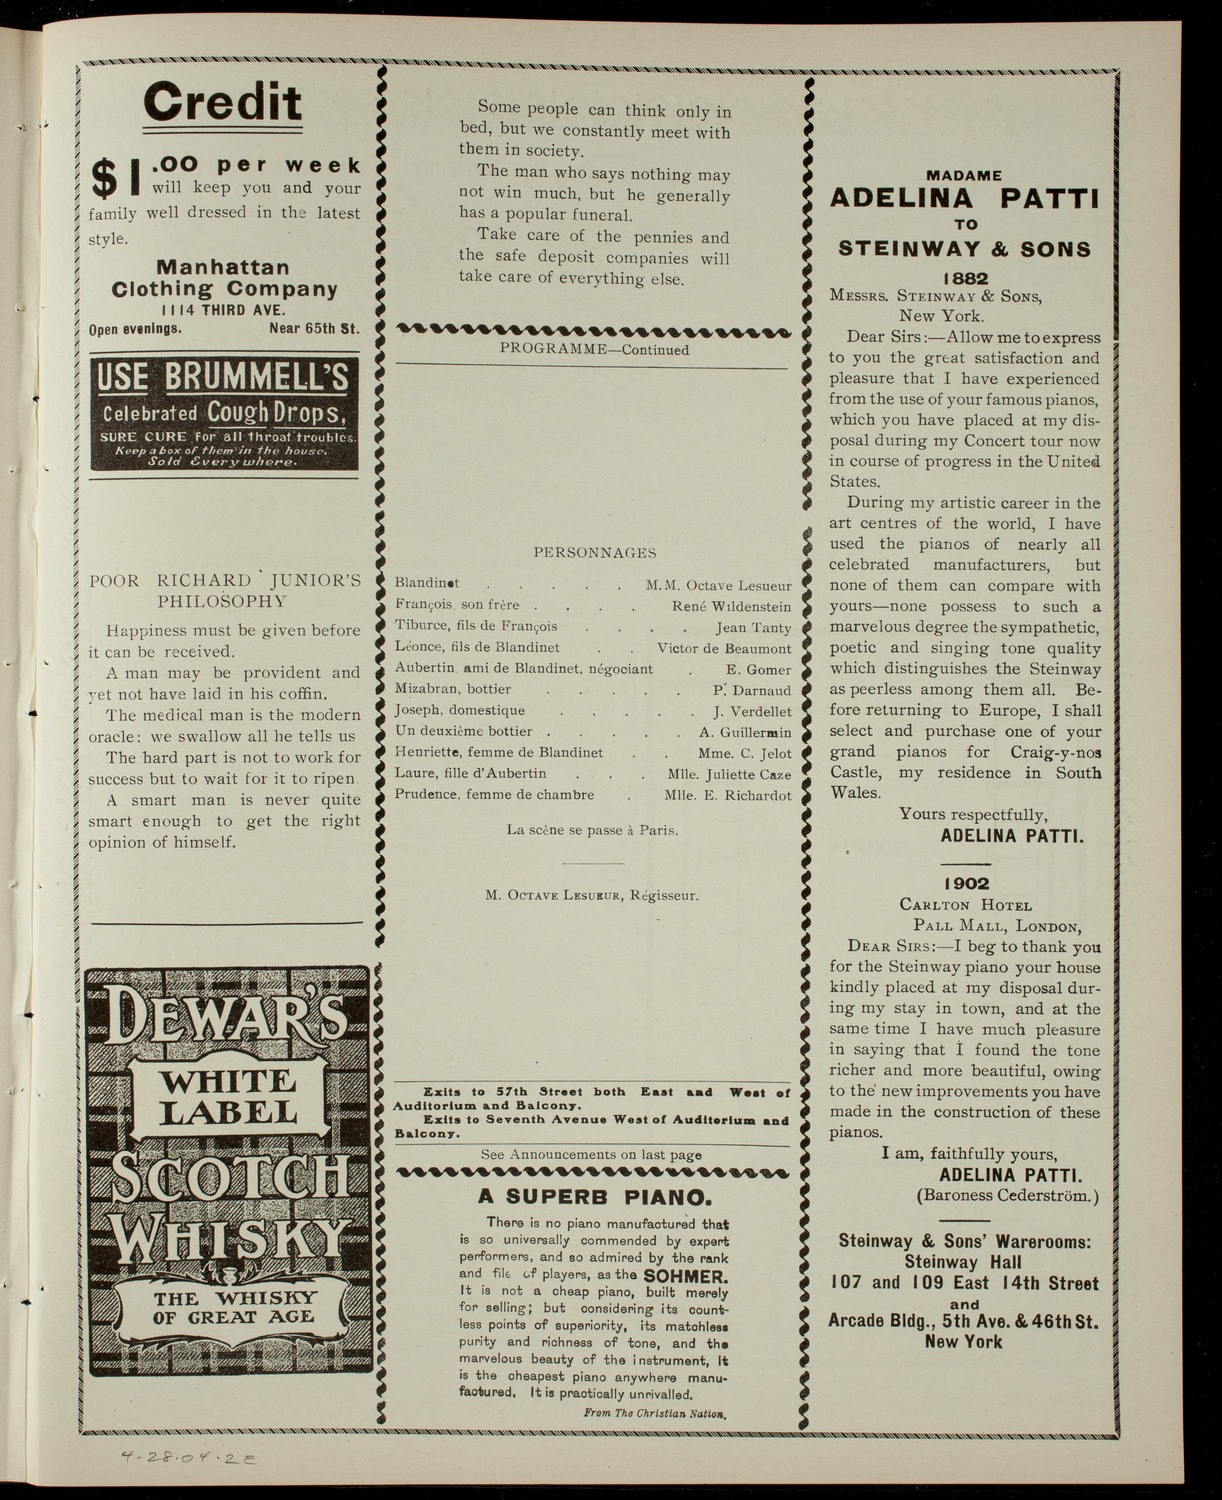 Credit
$1.00 per week
will keep you and your
family well dressed in the latest
style.
Manhattan
Clothing Company
1114 THIRD AVE.
Open evenings. Near 65th St.
USE BRUMMELL'S
Celebrated Cough Drops,
SURE CURE for all throat troubles.
Keep a box of them in the house.
Sold Everywhere.
POOR RICHARD JUNIOR'S
PHILOSOPHY
Happiness must be given before
it can be received.
A man may be provident and
yet not have laid in his coffin.
The medical man is the modern
oracle: we swallow all he tells us
The hard part is not to work for
success but to wait for it to ripen.
A smart man is never quite
smart enough to get the right
opinion of himself.
DEWAR'S
WHITE
LABEL
SCOTCH
WHISKY
THE WHISKY
OF GREAT AGE
Some people can think only in
bed, but we constantly meet with
them in society.
The man who says nothing may
not win much, but he generally
has a popular funeral.
Take care of the pennies and
the safe deposit companies will
take care of everything else.
PROGRAMME—Continued
PERSONNAGES
Blandinet . . . . . M.M. Octave Lesueur
François, son frère . . . . René Wildenstein
Tiburce, fils de François . . . . Jean Tanty
Léonce, fils de Blandinet . . Victor de Beaumont
Aubertin, ami de Blandinet, négociant . E. Gomer
Mizabran, bottier . . . . . P. Darnaud
Joseph, domestique . . . . . J. Verdellet
Un deuxième bottier . . . . . A. Guillermin
Henriette, femme de Blandinet . . Mme. C. Jelot
Laure, fille d'Aubertin . . . Mlle. Juliette Caze
Prudence, femme de chambre . Mlle. E. Richardot
La scène se passe à Paris.
M. OCTAVE LESUEUR, Régisseur.
Exits to 57th Street both East and West of
Auditorium and Balcony.
Exits to Seventh Avenue West of Auditorium and
Balcony.
See Announcements on last page
A SUPERB PIANO.
There is no piano manufactured that
is so universally commended by expert
performers, and so admired by the rank
and file of players, as the SOHMER.
It is not a cheap piano, built merely
for selling; but considering its count-
less points of superiority, its matchless
purity and richness of tone, and the
marvelous beauty of the instrument, it
is the cheapest piano anywhere manu-
factured. It is practically unrivalled.
From The Christian Nation.
MADAME
ADELINA PATTI
TO
STEINWAY & SONS
1882
MESSRS. STEINWAY & SONS,
New York.
Dear Sirs:—Allow me to express
to you the great satisfaction and
pleasure that I have experienced
from the use of your famous pianos,
which you have placed at my dis-
posal during my Concert tour now
in course of progress in the United
States.
During my artistic career in the
art centres of the world, I have
used the pianos of nearly all
celebrated manufacturers, but
none of them can compare with
yours—none possess to such a
marvelous degree the sympathetic,
poetic and singing tone quality
which distinguishes the Steinway
as peerless among them all. Be-
fore returning to Europe, I shall
select and purchase one of your
grand pianos for Craig-y-nos
Castle, my residence in South
Wales.
Yours respectfully,
ADELINA PATTI.
1902
CARLTON HOTEL
PALL MALL, LONDON,
DEAR SIRS:—I beg to thank you
for the Steinway piano your house
kindly placed at my disposal dur-
ing my stay in town, and at the
same time I have much pleasure
in saying that I found the tone
richer and more beautiful, owing
to the new improvements you have
made in the construction of these
pianos.
I am, faithfully yours,
ADELINA PATTI.
(Baroness Cederström.)
Steinway & Sons' Warerooms:
Steinway Hall
107 and 109 East 14th Street
and
Arcade Bldg., 5th Ave. & 46th St.
New York
4-28-04-2E